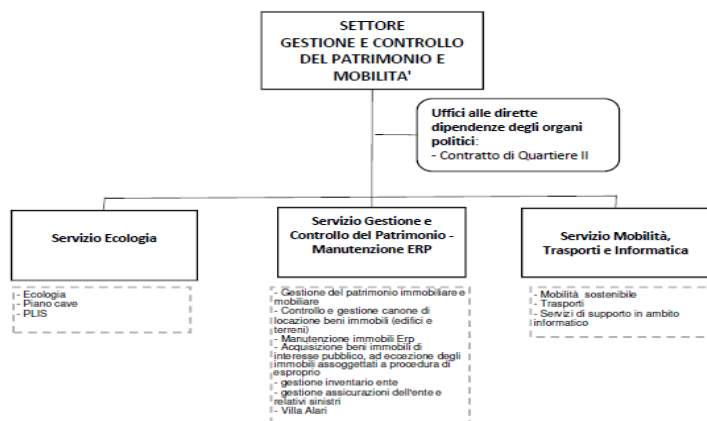 SETTORE
GESTIONE E CONTROLLO
DEL PATRIMONIO E
MOBILITA'
Uffici alle dirette
dipendenze degli organi
politici:
- Contratto di Quartiere II
Servizio Ecologia
Servizio Gestione e
Controllo del Patrimonio -
Manutenzione ERP
Servizio Mobilità,
Trasporti e Informatica
- Ecologia
- Piano cave
- PLIS
- Gestione del patrimonio immobiliare e
mobiliare
- Controllo e gestione canone di
locazione beni immobili (edifici e
terreni)
- Manutenzione immobili Erp
- Acquisizione beni immobili di
interesse pubblico, ad eccezione degli
immobili assoggettati a procedura di
esproprio
- gestione inventario ente
- gestione assicurazioni dell'ente e
relativi sinistri
- Villa Alari
- Mobilità sostenibile
- Trasporti
- Servizi di supporto in ambito
informatico